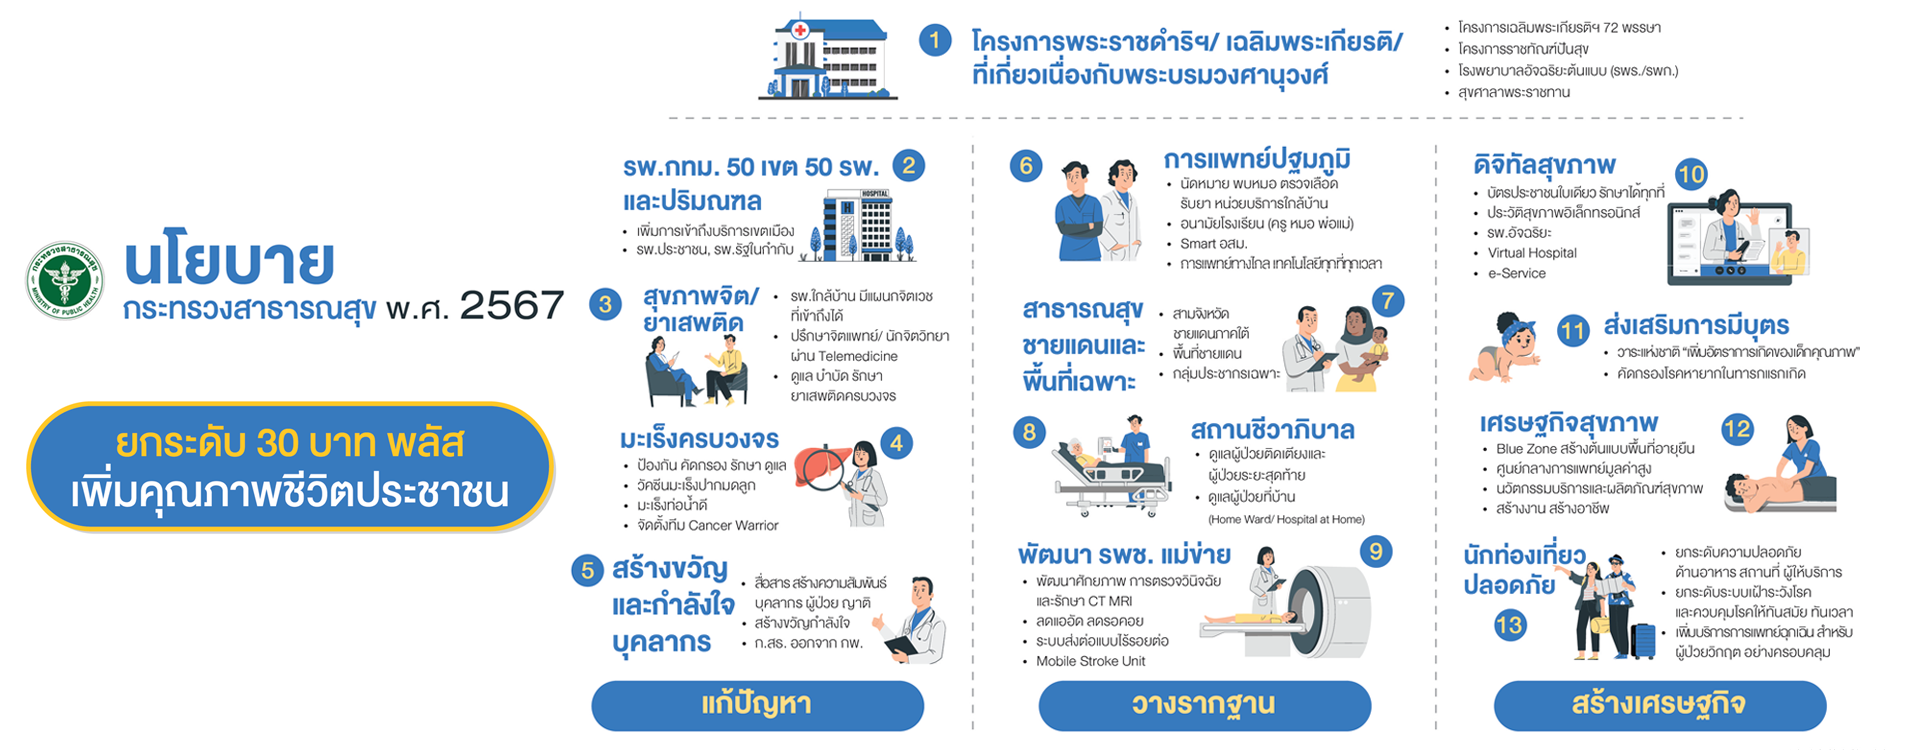 กระทรวงสาธารณสุข
MINISTRY OF PUBLIC HEALTH
นโยบาย
กระทรวงสาธารณสุข พ.ศ. 2567
ยกระดับ 30 บาท พลัส
เพิ่มคุณภาพชีวิตประชาชน
1
โครงการพระราชดำริฯ/ เฉลิมพระเกียรติ/
ที่เกี่ยวเนื่องกับพระบรมวงศานุวงศ์
• โครงการเฉลิมพระเกียรติฯ 72 พรรษา
• โครงการราชทัณฑ์ปันสุข
• โรงพยาบาลอัจฉริยะต้นแบบ (รพร./รพก.)
• สุขศาลาพระราชทาน
รพ.กทม. 50 เขต 50 รพ. 2
และปริมณฑล
• เพิ่มการเข้าถึงบริการเขตเมือง
• รพ.ประชาชน, รพ.รัฐในกำกับ
HOSPITAL
H
3 สุขภาพจิต/
ยาเสพติด
• รพ.ใกล้บ้าน มีแผนกจิตเวช
ที่เข้าถึงได้
• ปรึกษาจิตแพทย์/ นักจิตวิทยา
ผ่าน Telemedicine
• ดูแล บำบัด รักษา
ยาเสพติดครบวงจร
มะเร็งครบวงจร 4
• ป้องกัน คัดกรอง รักษา ดูแล
• วัคซีนมะเร็งปากมดลูก
• มะเร็งท่อน้ำดี
• จัดตั้งทีม Cancer Warrior
5 สร้างขวัญ
และกำลังใจ
บุคลากร
• สื่อสาร สร้างความสัมพันธ์
บุคลากร ผู้ป่วย ญาติ
• สร้างขวัญกำลังใจ
• ก.สธ. ออกจาก กพ.
แก้ปัญหา
6 การแพทย์ปฐมภูมิ
• นัดหมาย พบหมอ ตรวจเลือด
รับยา หน่วยบริการใกล้บ้าน
• อนามัยโรงเรียน (ครู หมอ พ่อแม่)
• Smart อสม.
• การแพทย์ทางไกล เทคโนโลยีทุกที่ทุกเวลา
สาธารณสุข
ชายแดนและ
พื้นที่เฉพาะ
7
• สามจังหวัด
ชายแดนภาคใต้
• พื้นที่ชายแดน
• กลุ่มประชากรเฉพาะ
8 สถานชีวาภิบาล
• ดูแลผู้ป่วยติดเตียงและ
ผู้ป่วยระยะสุดท้าย
• ดูแลผู้ป่วยที่บ้าน
(Home Ward/ Hospital at Home)
พัฒนา รพช. แม่ข่าย 9
• พัฒนาศักยภาพ การตรวจวินิจฉัย
และรักษา CT MRI
• ลดแออัด ลดรอคอย
• ระบบส่งต่อแบบไร้รอยต่อ
• Mobile Stroke Unit
วางรากฐาน
ดิจิทัลสุขภาพ 10
• บัตรประชาชนใบเดียว รักษาได้ทุกที่
• ประวัติสุขภาพอิเล็กทรอนิกส์
• รพ.อัจฉริยะ
• Virtual Hospital
• e-Service
11 ส่งเสริมการมีบุตร
• วาระแห่งชาติ “เพิ่มอัตราการเกิดของเด็กคุณภาพ”
• คัดกรองโรคหายากในทารกแรกเกิด
เศรษฐกิจสุขภาพ 12
• Blue Zone สร้างต้นแบบพื้นที่อายุยืน
• ศูนย์กลางการแพทย์มูลค่าสูง
• นวัตกรรมบริการและผลิตภัณฑ์สุขภาพ
• สร้างงาน สร้างอาชีพ
นักท่องเที่ยว
ปลอดภัย
13
• ยกระดับความปลอดภัย
ด้านอาหาร สถานที่ ผู้ให้บริการ
• ยกระดับระบบเฝ้าระวังโรค
และควบคุมโรคให้ทันสมัย ทันเวลา
• เพิ่มบริการการแพทย์ฉุกเฉิน สำหรับ
ผู้ป่วยวิกฤต อย่างครอบคลุม
สร้างเศรษฐกิจ